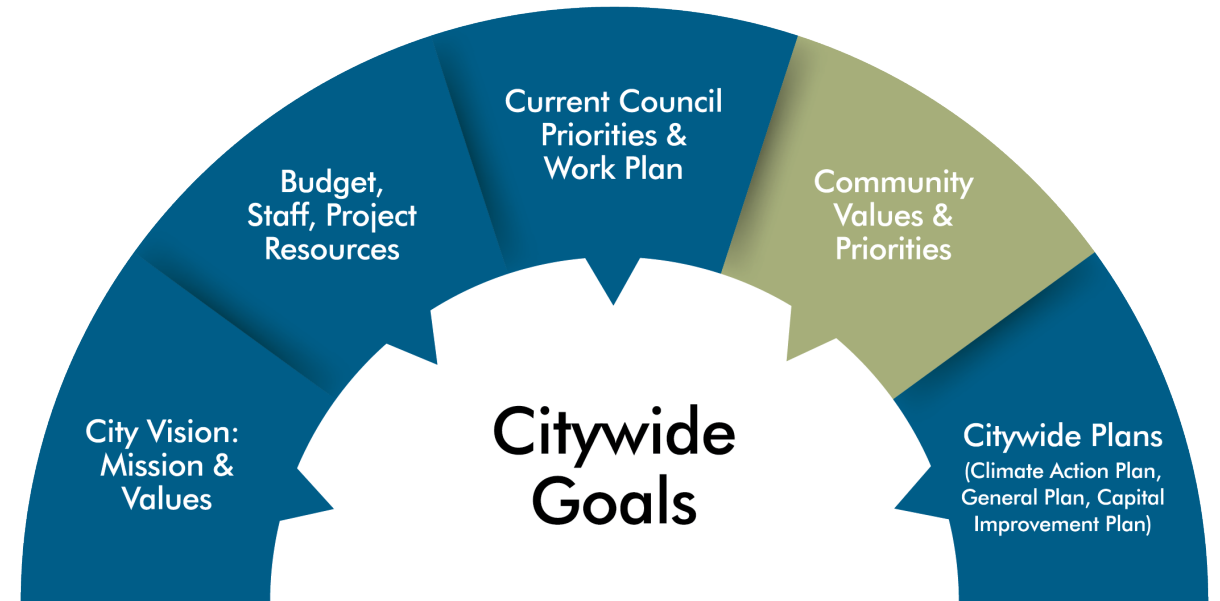 City Vision:
Mission &
Values
Budget,
Staff, Project
Resources
Current Council
Priorities &
Work Plan
Community
Values &
Priorities
Citywide Plans
(Climate Action Plan,
General Plan, Capital
Improvement Plan)
Citywide
Goals